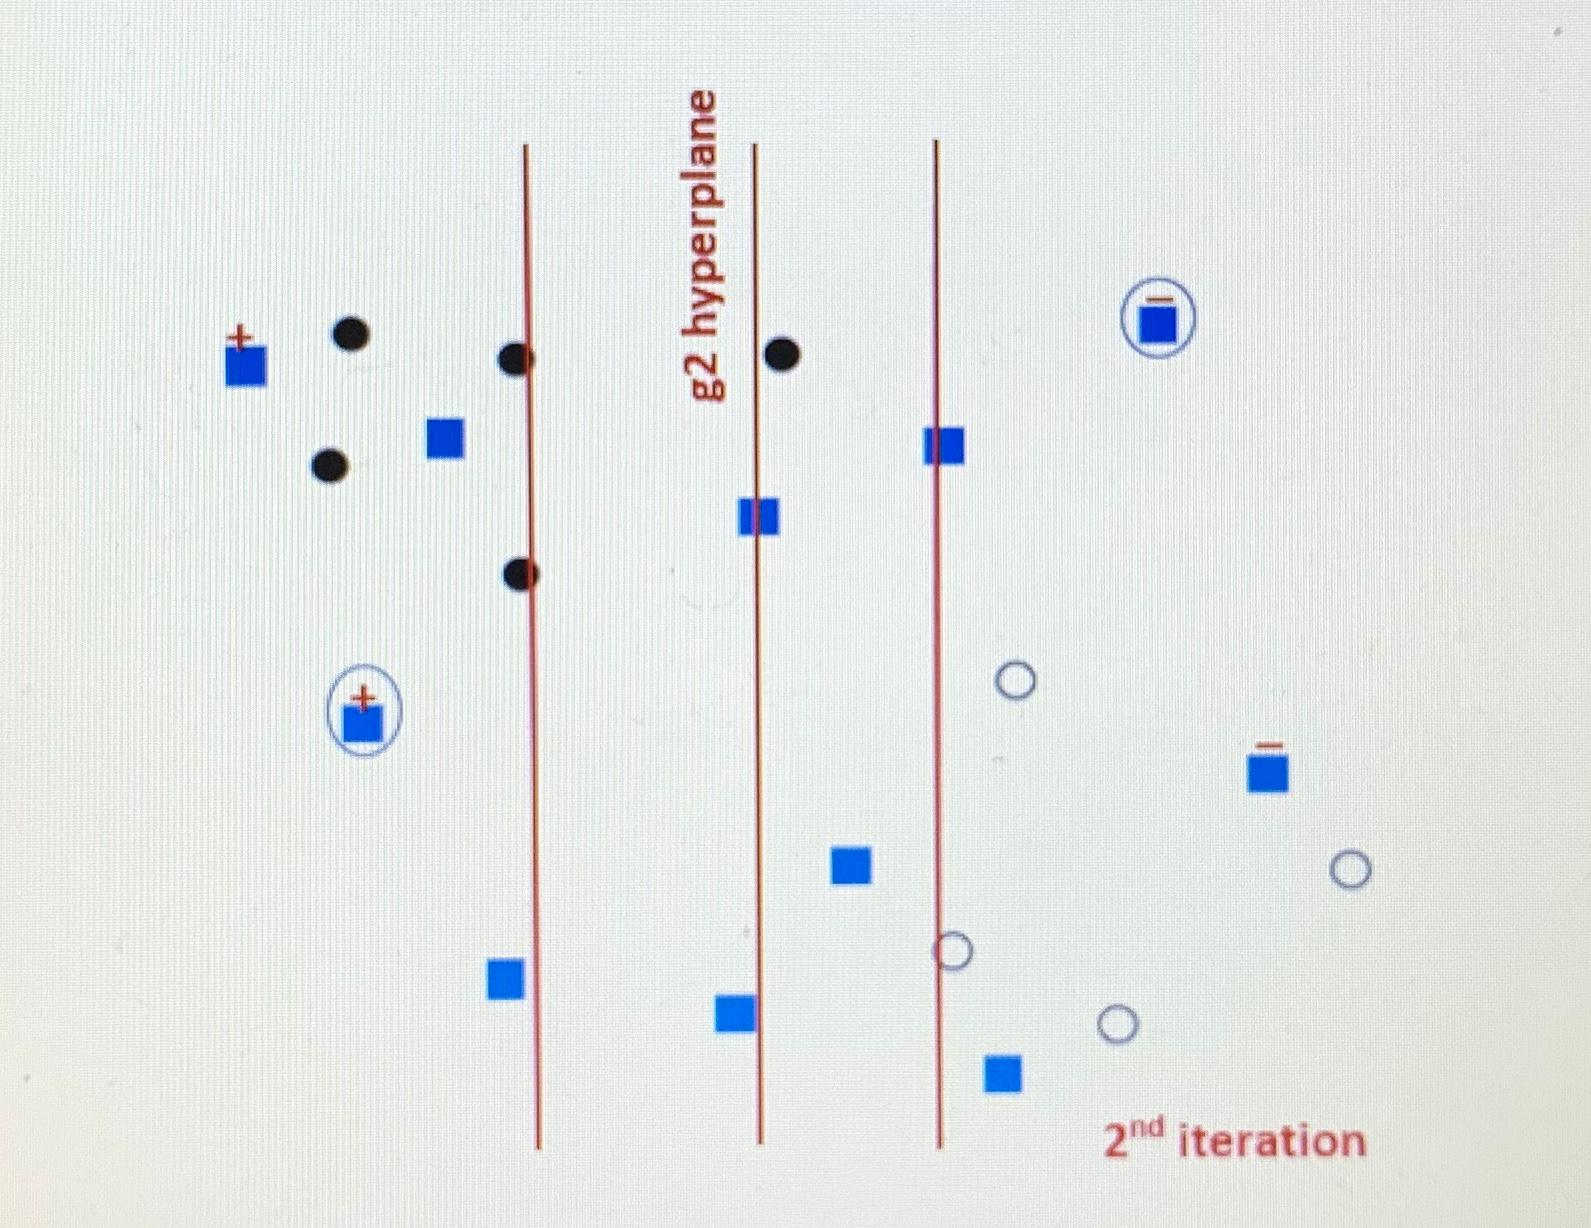 g2 hyperplane
+
–
+
–
2nd iteration